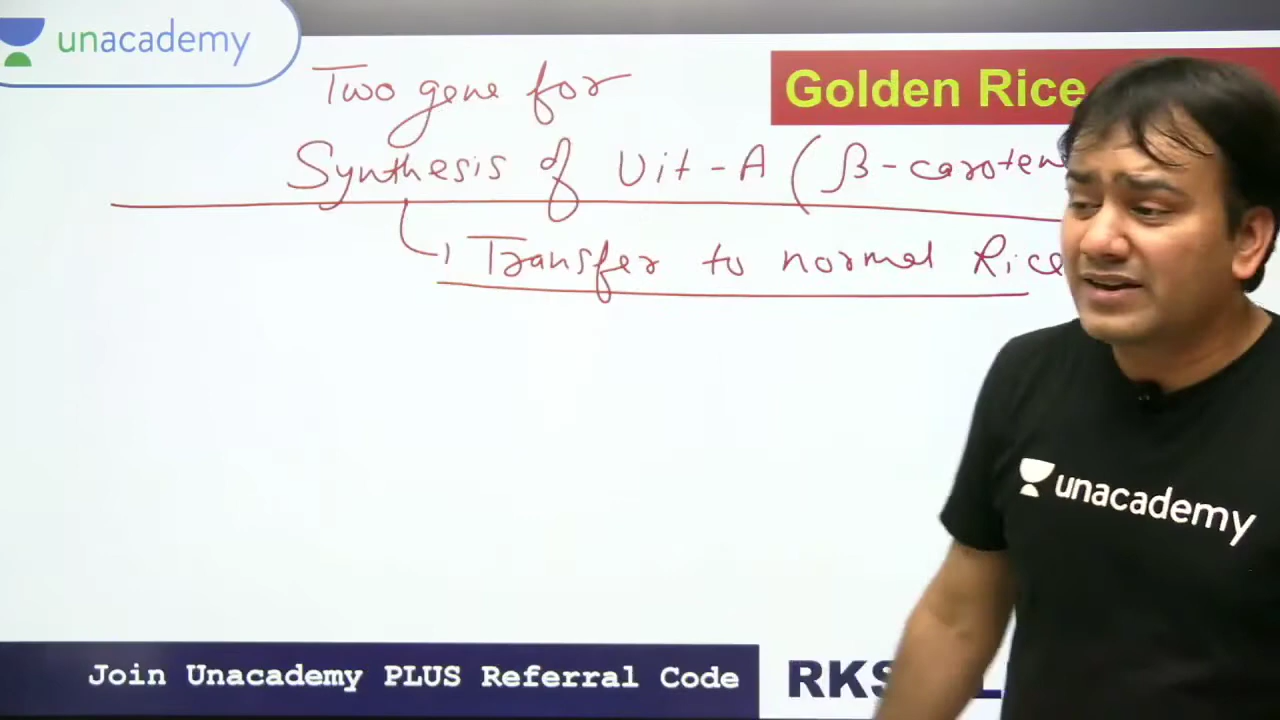 unacademy
Golden Rice
Two gene for
Synthesis of Vit-A (β-caroten
Transfer to normal Rice
unacademy
Join Unacademy PLUS Referral Code
RKS